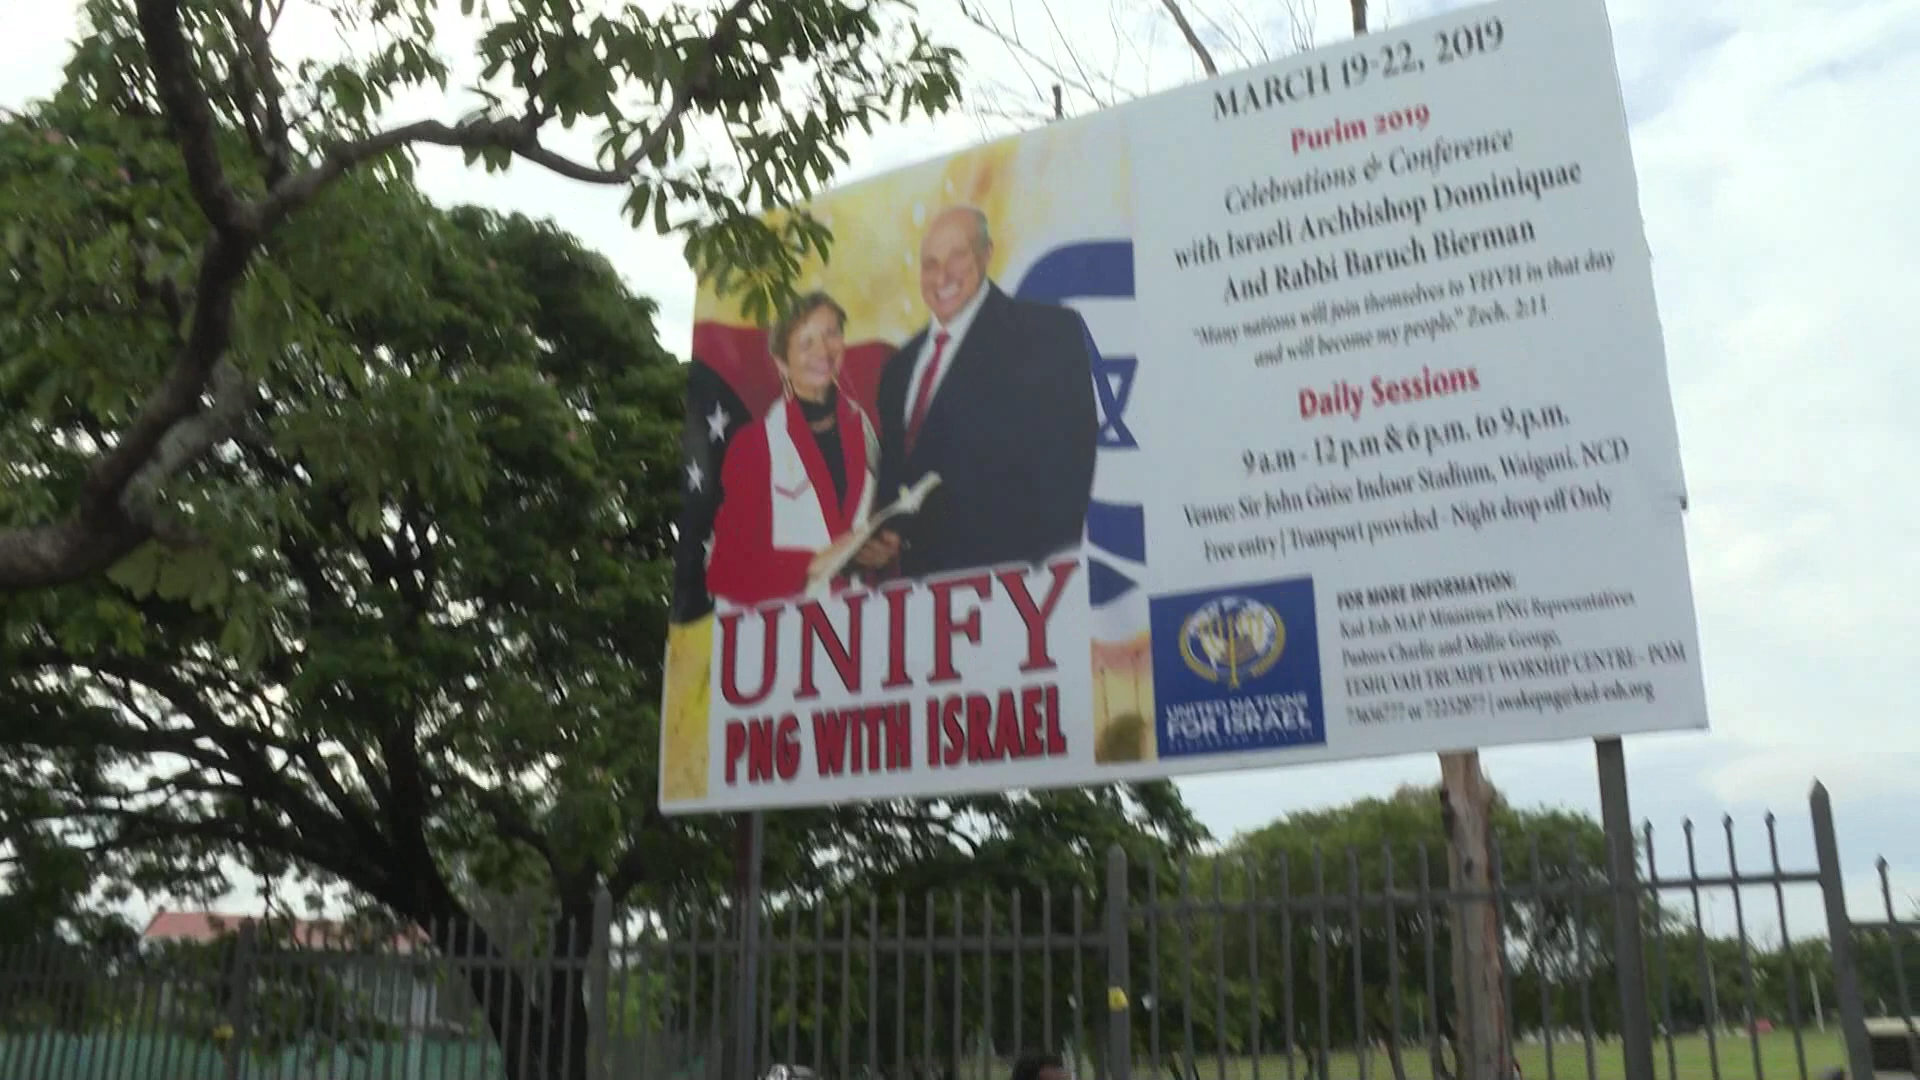 MARCH 19-22, 2019
Purim 2019
Celebrations & Conference
with Israeli Archbishop Dominiquae
And Rabbi Baruch Bierman
"Many nations will join themselves to YHVH in that day
and will become my people." Zech. 2:11
Daily Sessions
9 a.m - 12 p.m & 6 p.m. to 9.p.m.
Venue: Sir John Guise Indoor Stadium, Waigani, NCD
Free entry | Transport provided - Night drop off Only
UNIFY
PNG WITH ISRAEL
UNITED NATIONS
FOR ISRAEL
FOR MORE INFORMATION:
Kad-Esh MAP Ministries PNG Representatives
Pastors Charlie and Mollie George,
TESHUVAH TRUMPET WORSHIP CENTRE - POM
or